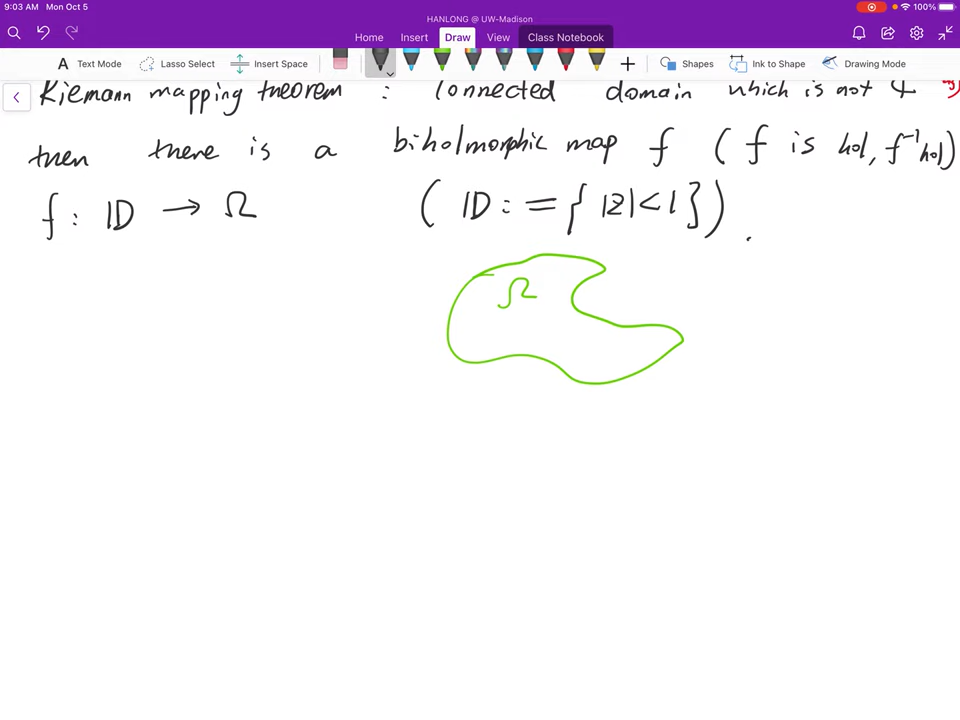 9:03 AM Mon Oct 5
100%
HANLONG @ UW-Madison
Home Insert Draw View Class Notebook
A Text Mode Lasso Select Insert Space Shapes Ink to Shape Drawing Mode
Riemann mapping theorem : Connected domain which is not ℂ
then there is a biholmorphic map f ( f is hol, f⁻¹ hol)
f : 𝔻 → Ω ( 𝔻 := { |z| < 1 } ) .
Ω